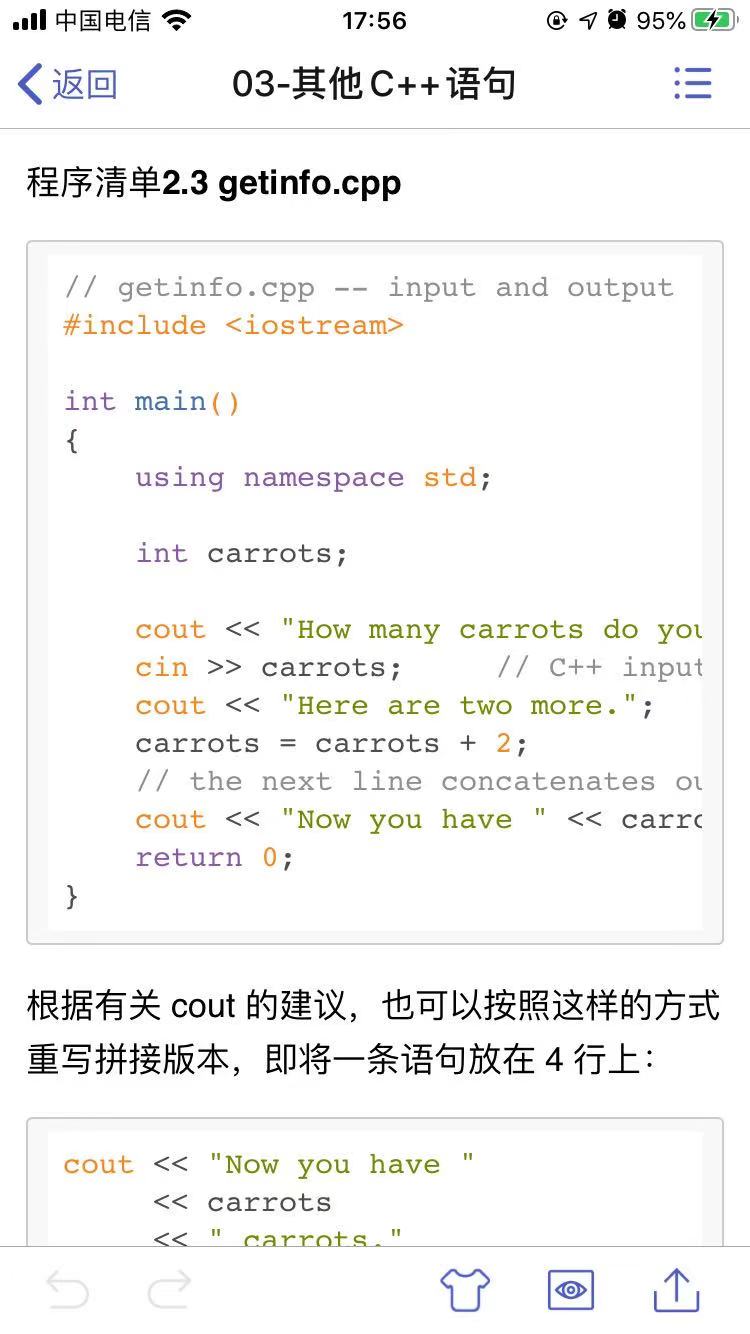 中国电信 17:56 95%
返回 03-其他C++语句
程序清单2.3 getinfo.cpp
// getinfo.cpp -- input and output
#include <iostream>
int main()
{
using namespace std;
int carrots;
cout << "How many carrots do you
cin >> carrots; // C++ input
cout << "Here are two more.";
carrots = carrots + 2;
// the next line concatenates ou
cout << "Now you have " << carro
return 0;
}
根据有关 cout 的建议，也可以按照这样的方式
重写拼接版本，即将一条语句放在 4 行上：
cout << "Now you have "
<< carrots
<< " carrots."